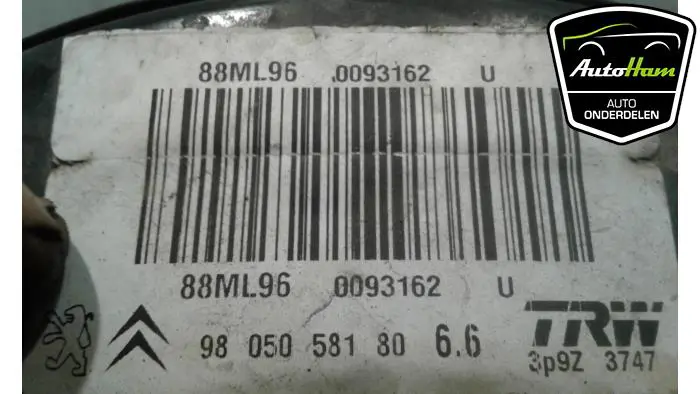 88ML96 0093162 U
AutoHam
AUTO
ONDERDELEN
88ML96 0093162 U
98 050 581 80 6.6
TRW
3p9Z 3747